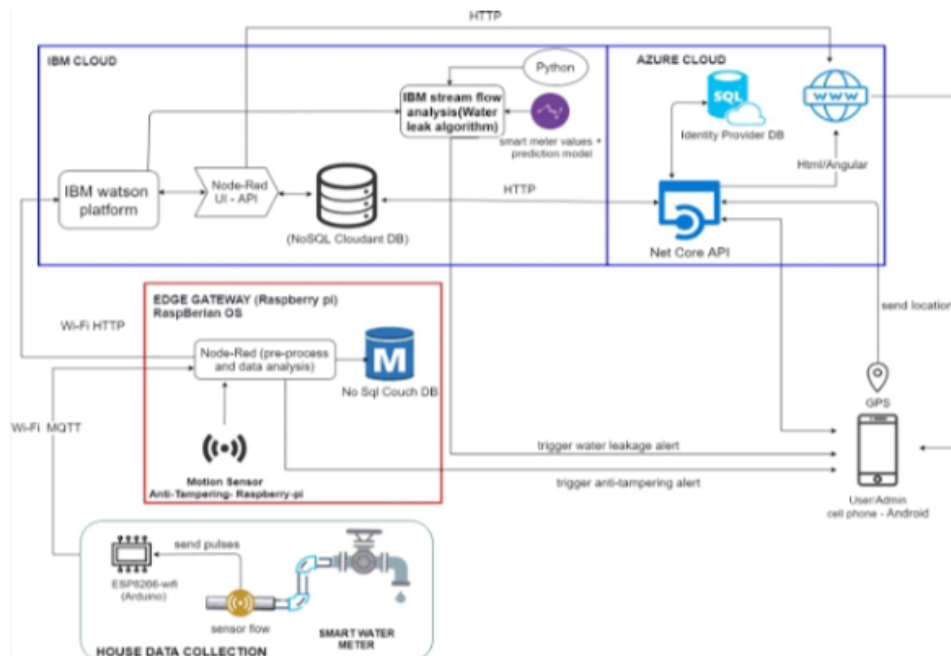 HTTP
IBM CLOUD
AZURE CLOUD
Python
IBM stream flow
analysis(Water
leak algorithm)
smart meter values +
prediction model
SQL
Identity Provider DB
WWW
Html/Angular
IBM watson
platform
Node-Red
UI - API
(NoSQL Cloudant DB)
HTTP
Net Core API
send location
EDGE GATEWAY (Raspberry pi)
RaspBerian OS
Wi-Fi HTTP
Node-Red (pre-process
and data analysis)
M
No Sql Couch DB
Wi-Fi MQTT
GPS
trigger water leakage alert
trigger anti-tampering alert
Motion Sensor
Anti-Tampering- Raspberry-pi
User/Admin
cell phone - Android
send pulses
ESP8266-wifi
(Arduino)
sensor flow
SMART WATER
METER
HOUSE DATA COLLECTION